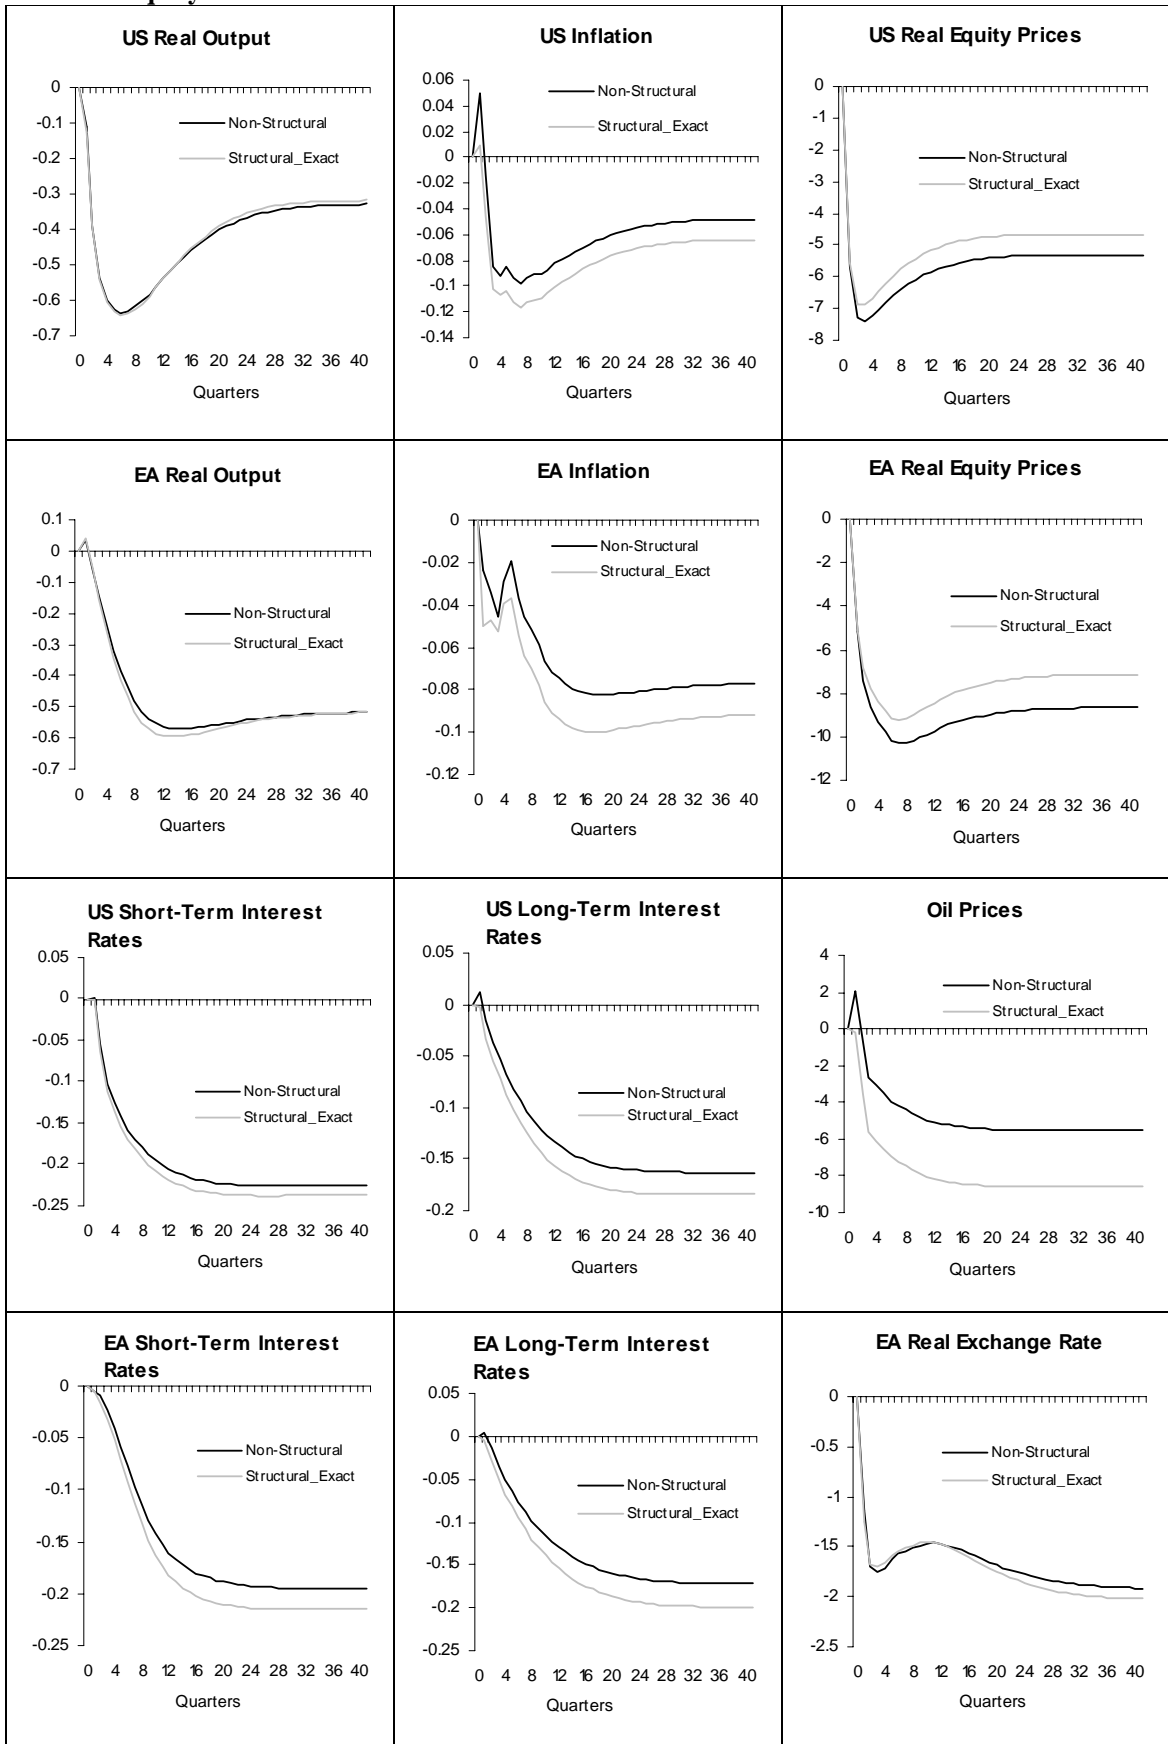 US Real Output
0
-0.1
-0.2
-0.3
-0.4
-0.5
-0.6
-0.7
Non-Structural
Structural_Exact
0 4 8 12 16 20 24 28 32 36 40
Quarters
US Inflation
0.06
0.04
0.02
0
-0.02
-0.04
-0.06
-0.08
-0.1
-0.12
-0.14
Non-Structural
Structural_Exact
0 4 8 12 16 20 24 28 32 36 40
Quarters
US Real Equity Prices
0
-1
-2
-3
-4
-5
-6
-7
-8
Non-Structural
Structural_Exact
0 4 8 12 16 20 24 28 32 36 40
Quarters
EA Real Output
0.1
0
-0.1
-0.2
-0.3
-0.4
-0.5
-0.6
-0.7
Non-Structural
Structural_Exact
0 4 8 12 16 20 24 28 32 36 40
Quarters
EA Inflation
0
-0.02
-0.04
-0.06
-0.08
-0.1
-0.12
Non-Structural
Structural_Exact
0 4 8 12 16 20 24 28 32 36 40
Quarters
EA Real Equity Prices
0
-2
-4
-6
-8
-10
-12
Non-Structural
Structural_Exact
0 4 8 12 16 20 24 28 32 36 40
Quarters
US Short-Term Interest
Rates
0.05
0
-0.05
-0.1
-0.15
-0.2
-0.25
Non-Structural
Structural_Exact
0 4 8 12 16 20 24 28 32 36 40
Quarters
US Long-Term Interest
Rates
0.05
0
-0.05
-0.1
-0.15
-0.2
Non-Structural
Structural_Exact
0 4 8 12 16 20 24 28 32 36 40
Quarters
Oil Prices
4
2
0
-2
-4
-6
-8
-10
Non-Structural
Structural_Exact
0 4 8 12 16 20 24 28 32 36 40
Quarters
EA Short-Term Interest
Rates
0
-0.05
-0.1
-0.15
-0.2
-0.25
Non-Structural
Structural_Exact
0 4 8 12 16 20 24 28 32 36 40
Quarters
EA Long-Term Interest
Rates
0.05
0
-0.05
-0.1
-0.15
-0.2
-0.25
Non-Structural
Structural_Exact
0 4 8 12 16 20 24 28 32 36 40
Quarters
EA Real Exchange Rate
0
-0.5
-1
-1.5
-2
-2.5
Non-Structural
Structural_Exact
0 4 8 12 16 20 24 28 32 36 40
Quarters